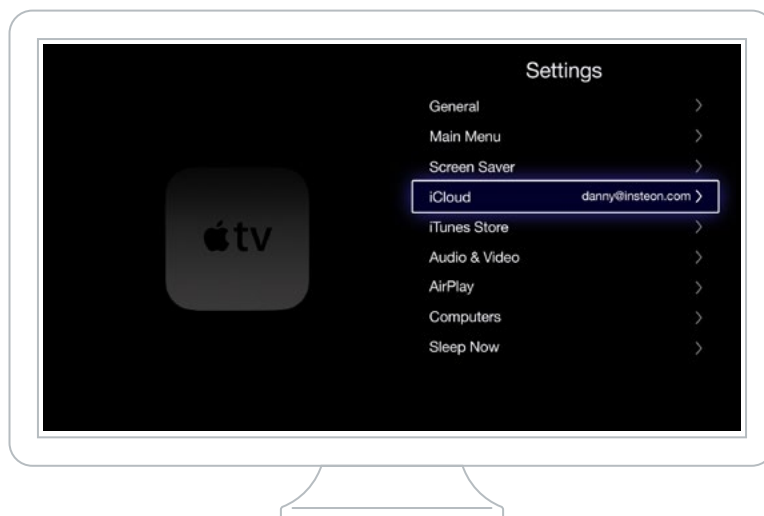 tv
Settings
General
Main Menu
Screen Saver
iCloud danny@insteon.com
iTunes Store
Audio & Video
AirPlay
Computers
Sleep Now